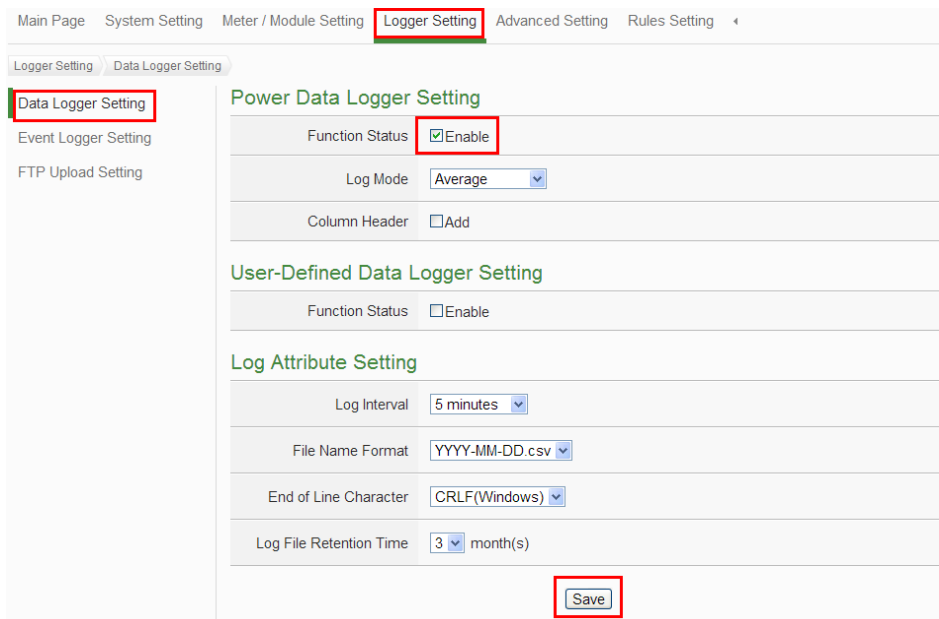 Main Page System Setting Meter / Module Setting Logger Setting Advanced Setting Rules Setting
Logger Setting Data Logger Setting
Data Logger Setting
Event Logger Setting
FTP Upload Setting
Power Data Logger Setting
Function Status Enable
Log Mode Average
Column Header Add
User-Defined Data Logger Setting
Function Status Enable
Log Attribute Setting
Log Interval 5 minutes
File Name Format YYYY-MM-DD.csv
End of Line Character CRLF(Windows)
Log File Retention Time 3 month(s)
Save